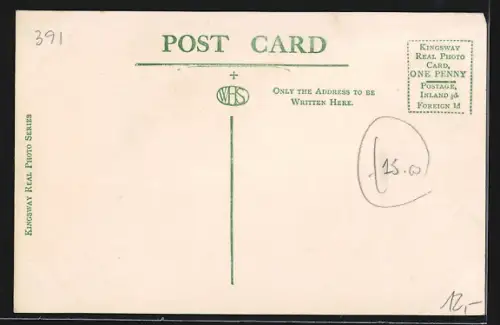 391
POST CARD
KINGSWAY
REAL PHOTO
CARD,
ONE PENNY
POSTAGE,
INLAND ½d.
FOREIGN 1d.
WHS
ONLY THE ADDRESS TO BE
WRITTEN HERE.
KINGSWAY REAL PHOTO SERIES
£15.00
12,-